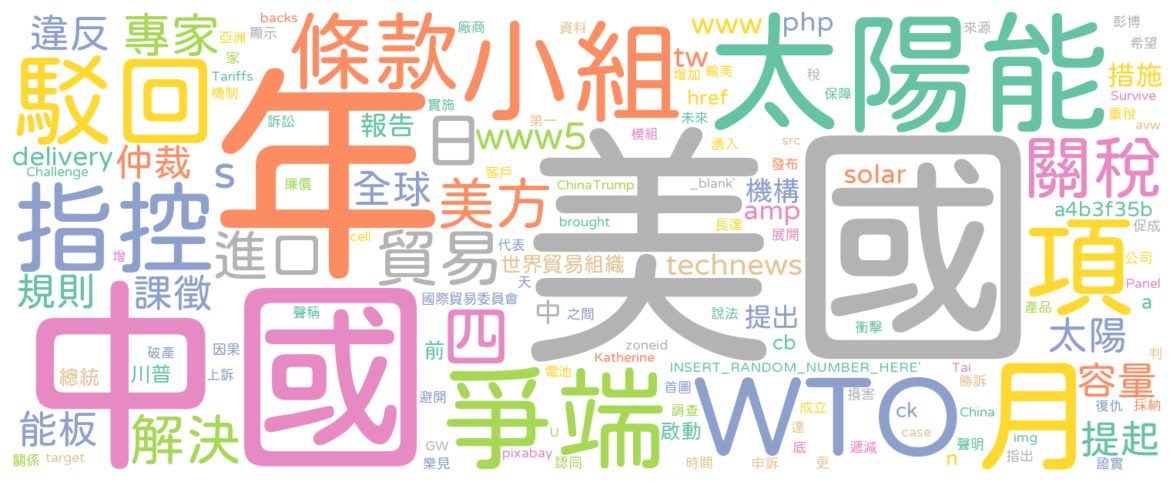 違反 專家 backs 亞洲 顯示 條款 小組 廠商 資料 www php 來源 彭博 希望
駁回 家 Tariffs 機制 年 tw 增加 輸美 稅 太陽能 措施
實施 第一 href 未來 保障 Survive 重稅
delivery 仲裁 訴訟 報告 日 www5 模組 湧入 src avw
Challenge s 廉價 全球 客戶 美 發布 國 關稅
指控 美方 ChinaTrump _blank' 機構 solar
brought amp 長達 a4b3f35b
增 進口 cell 貿易 代表 展開 項 促成
規則 課徵 世界貿易組織 technews 公司
天 國際貿易委員會 Panel
中 聲稱 國 四 中 之間 說法 提出 衝擊 產品 a
破產 因果 前 zoneid cb 太陽
總統 川普 上訴 Katherine 判
避開 爭端 電池 INSERT_RANDOM_NUMBER_HERE' Tai 月 容量
能板 解決 首圖 WTO 成立 損害 ck 勝訴 復仇 採納
調查 達 China 提起
關係 target GW U 啟動 case 聲明 img
樂見 pixabay 認同 時間 申訴 底 更 遞減 n 指出 證實